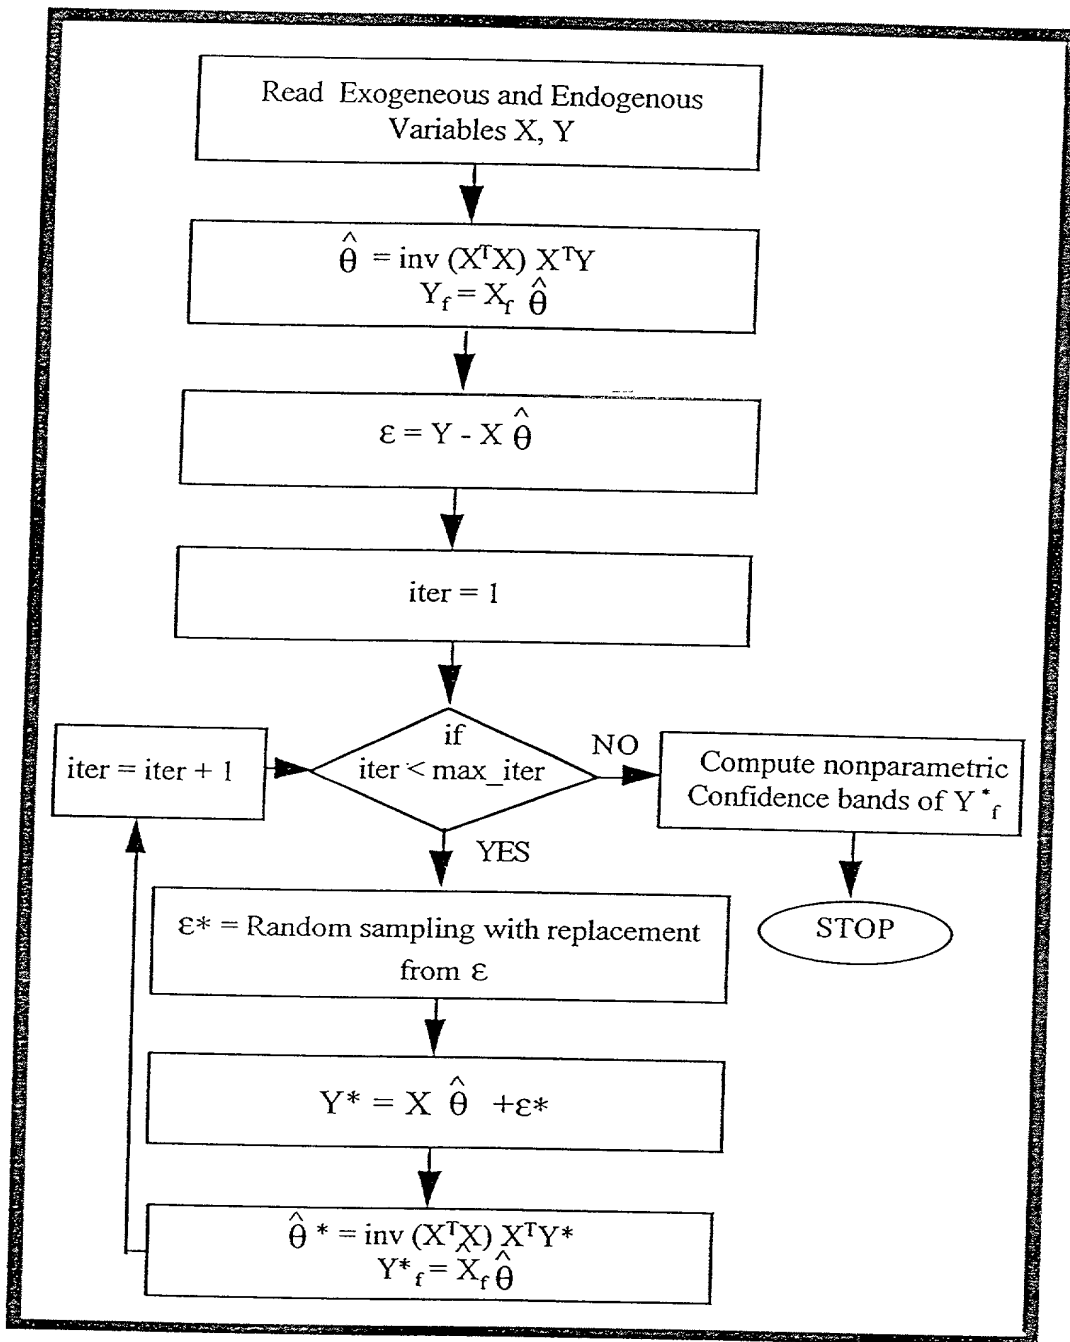 Read Exogeneous and Endogenous
Variables X, Y
θ̂ = inv (XᵀX) XᵀY
Y_f = X_f θ̂
ε = Y - X θ̂
iter = 1
if
iter < max_iter
iter = iter + 1
NO
Compute nonparametric
Confidence bands of Y*_f
YES
STOP
ε* = Random sampling with replacement
from ε
Y* = X θ̂ +ε*
θ̂ * = inv (XᵀX) XᵀY*
Y*_f = X̂_f θ̂